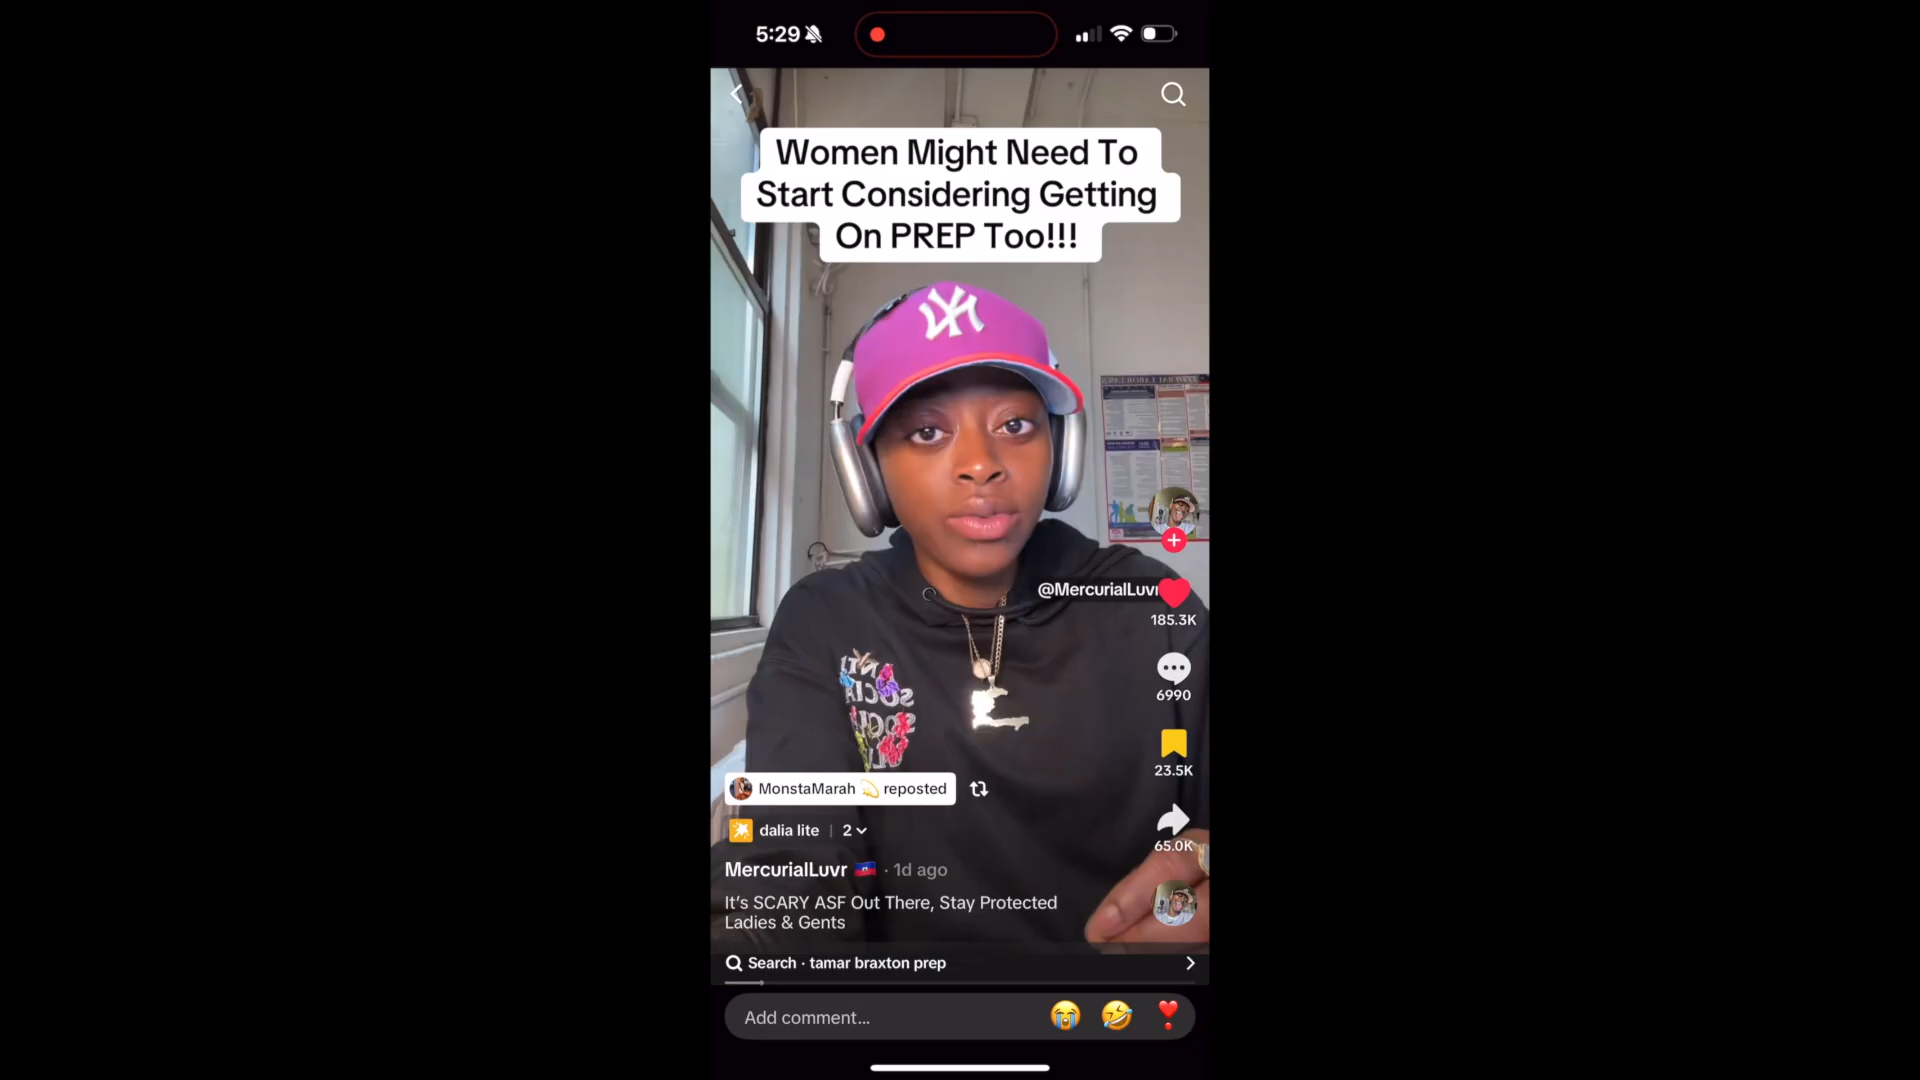 5:29
Women Might Need To
Start Considering Getting
On PREP Too!!!
@MercurialLuvr
185.3K
6990
23.5K
65.0K
MonstaMarah 💫 reposted
dalia lite | 2
MercurialLuvr 🇭🇹 · 1d ago
It's SCARY ASF Out There, Stay Protected
Ladies & Gents
Search · tamar braxton prep
Add comment...